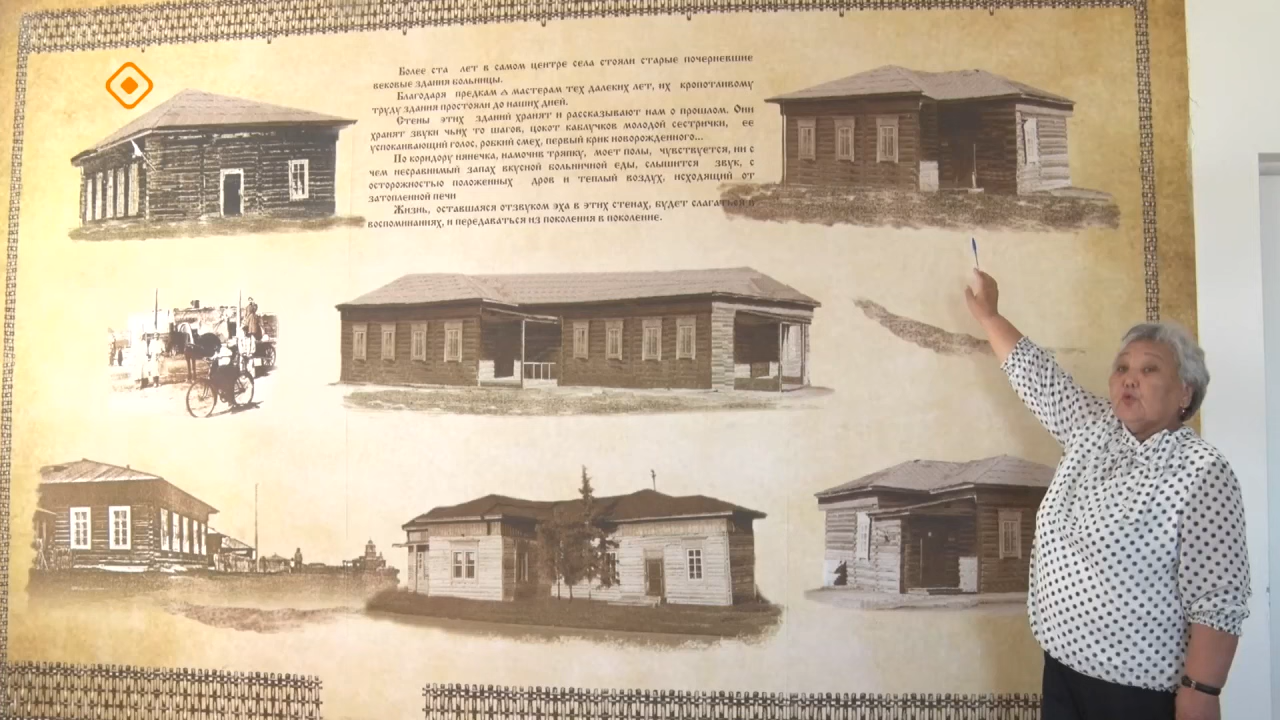 Более ста лет в самом центре села стояли старые почерневшие
вековые здания больницы.
Благодаря предкам и мастерам тех далеких лет, их кропотливому
труду здания простояли до наших дней.
Стены этих зданий хранят и рассказывают нам о прошлом. Они
хранят звуки чьих то шагов, цокот каблучков молодой сестрички, ее
успокаивающий голос, робкий смех, первый крик новорожденного...
По коридору нянечка, намочив тряпку, моет полы, чувствуется, ни с
чем несравнимый запах вкусной больничной еды, слышится звук, с
осторожностью положенных дров и теплый воздух, исходящий от
затопленной печи
Жизнь, оставшаяся отзвуком эха в этих стенах, будет слагаться в
воспоминаниях, и передаваться из поколения в поколение.